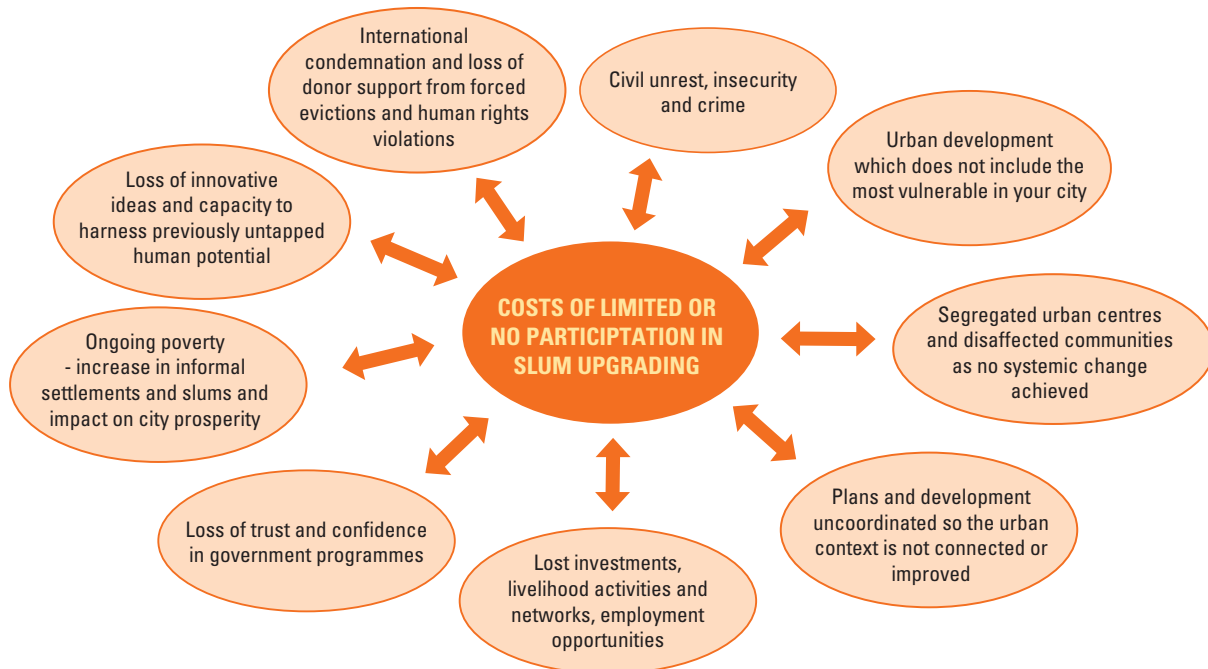 International
condemnation and loss of
donor support from forced
evictions and human rights
violations
Civil unrest, insecurity
and crime
Urban development
which does not include the
most vulnerable in your city
Loss of innovative
ideas and capacity to
harness previously untapped
human potential
COSTS OF LIMITED OR
NO PARTICIPTATION IN
SLUM UPGRADING
Segregated urban centres
and disaffected communities
as no systemic change
achieved
Ongoing poverty
- increase in informal
settlements and slums and
impact on city prosperity
Plans and development
uncoordinated so the urban
context is not connected or
improved
Loss of trust and confidence
in government programmes
Lost investments,
livelihood activities and
networks, employment
opportunities